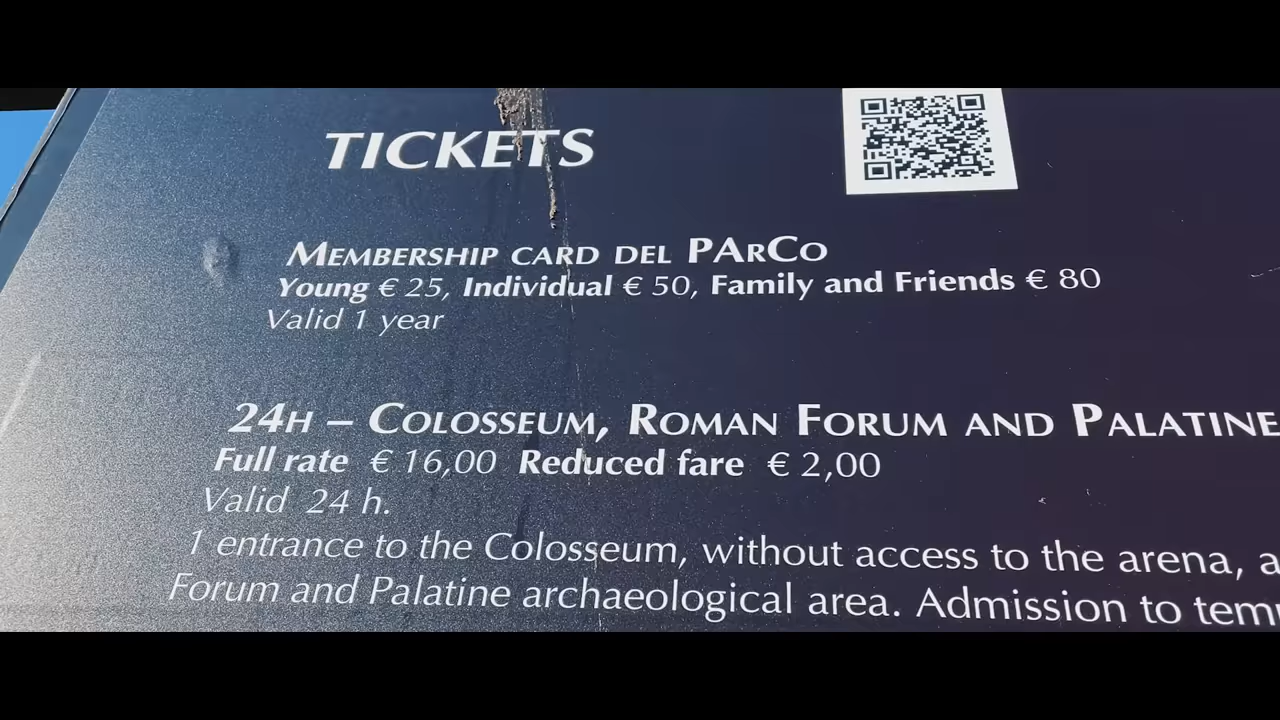 TICKETS
MEMBERSHIP CARD DEL PARCO
Young € 25, Individual € 50, Family and Friends € 80
Valid 1 year
24H – COLOSSEUM, ROMAN FORUM AND PALATINE
Full rate € 16,00 Reduced fare € 2,00
Valid 24 h.
1 entrance to the Colosseum, without access to the arena,
Forum and Palatine archaeological area. Admission to